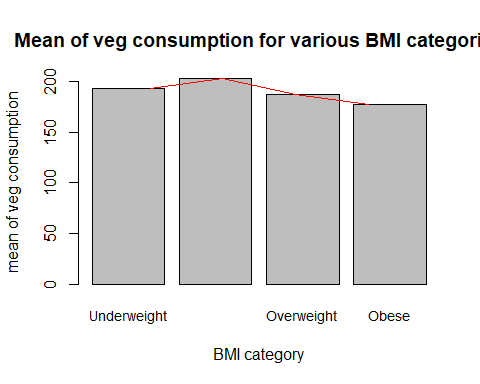 Mean of veg consumption for various BMI categori
mean of veg consumption
200
150
100
50
0
Underweight Overweight Obese
BMI category